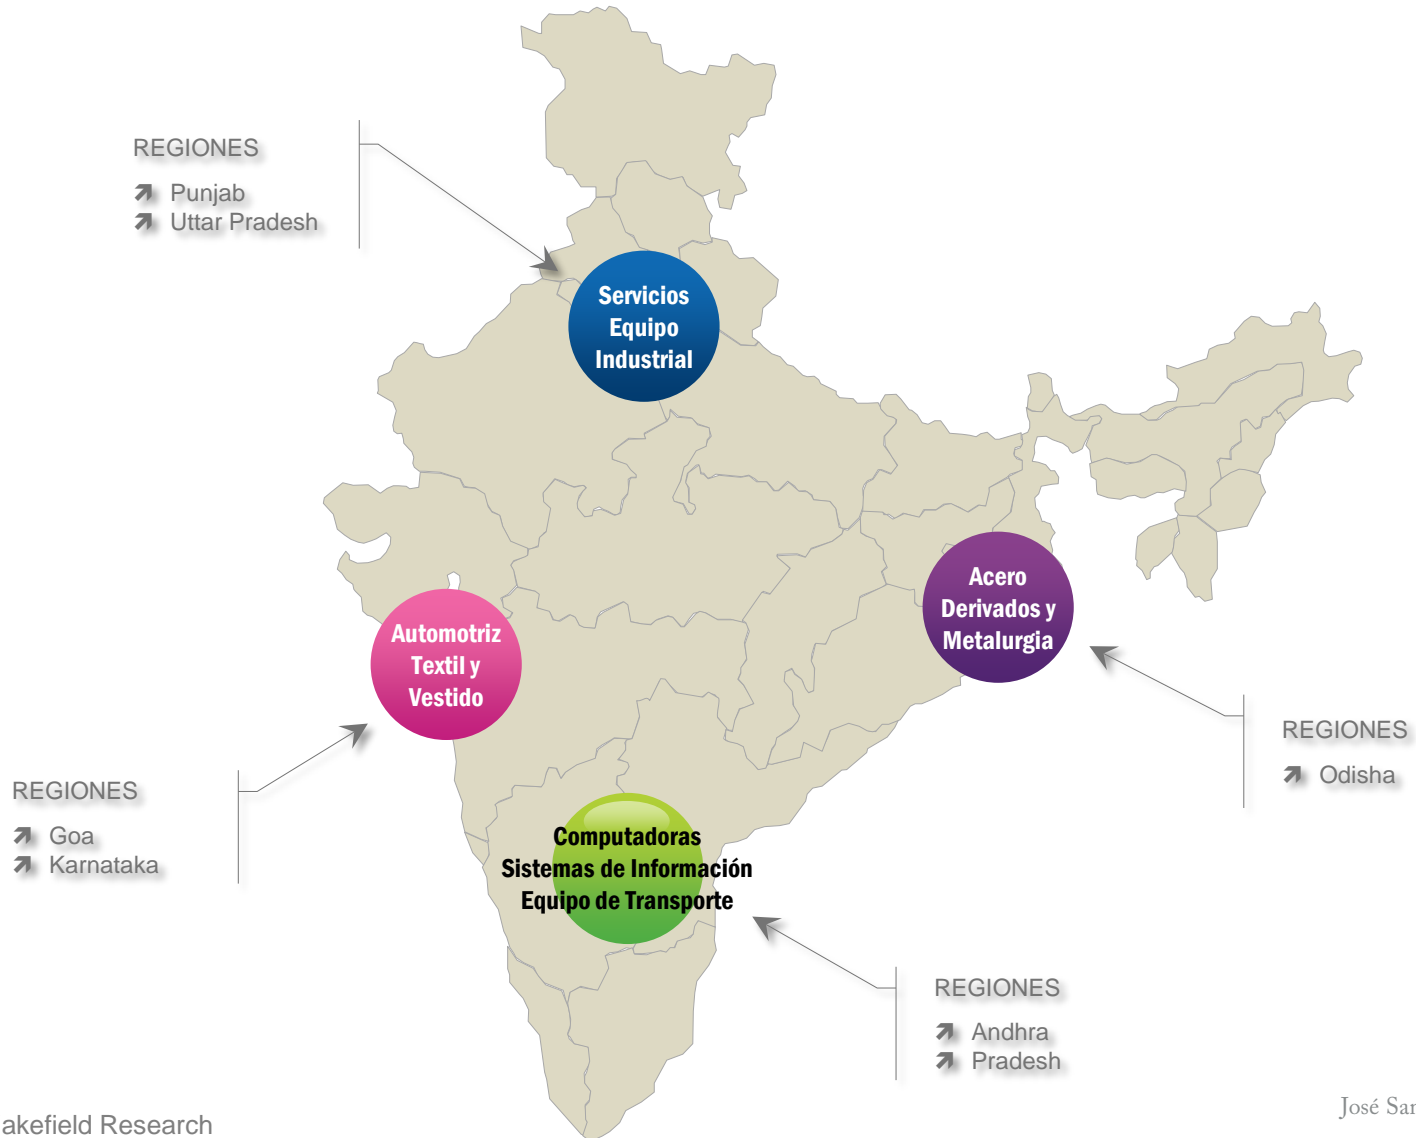 REGIONES
Punjab
Uttar Pradesh
Servicios
Equipo
Industrial
Acero
Derivados y
Metalurgia
Automotriz
Textil y
Vestido
REGIONES
Odisha
REGIONES
Goa
Karnataka
Computadoras
Sistemas de Información
Equipo de Transporte
REGIONES
Andhra
Pradesh
José Sar
akefield Research